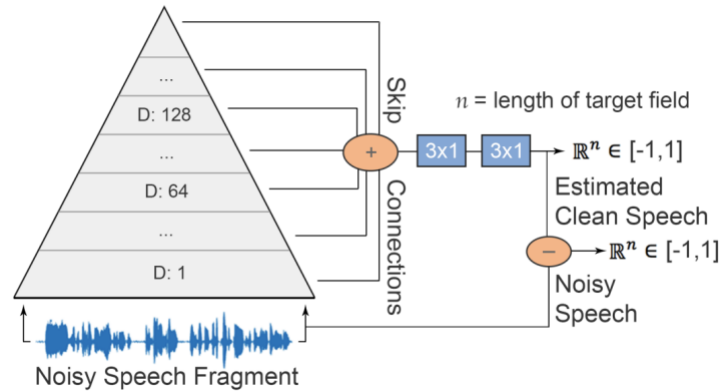 ...
D: 128
...
D: 64
...
D: 1
Noisy Speech Fragment
Skip
Connections
+
3x1
3x1
n = length of target field
ℝⁿ ∈ [-1,1]
Estimated
Clean Speech
−
ℝⁿ ∈ [-1,1]
Noisy
Speech